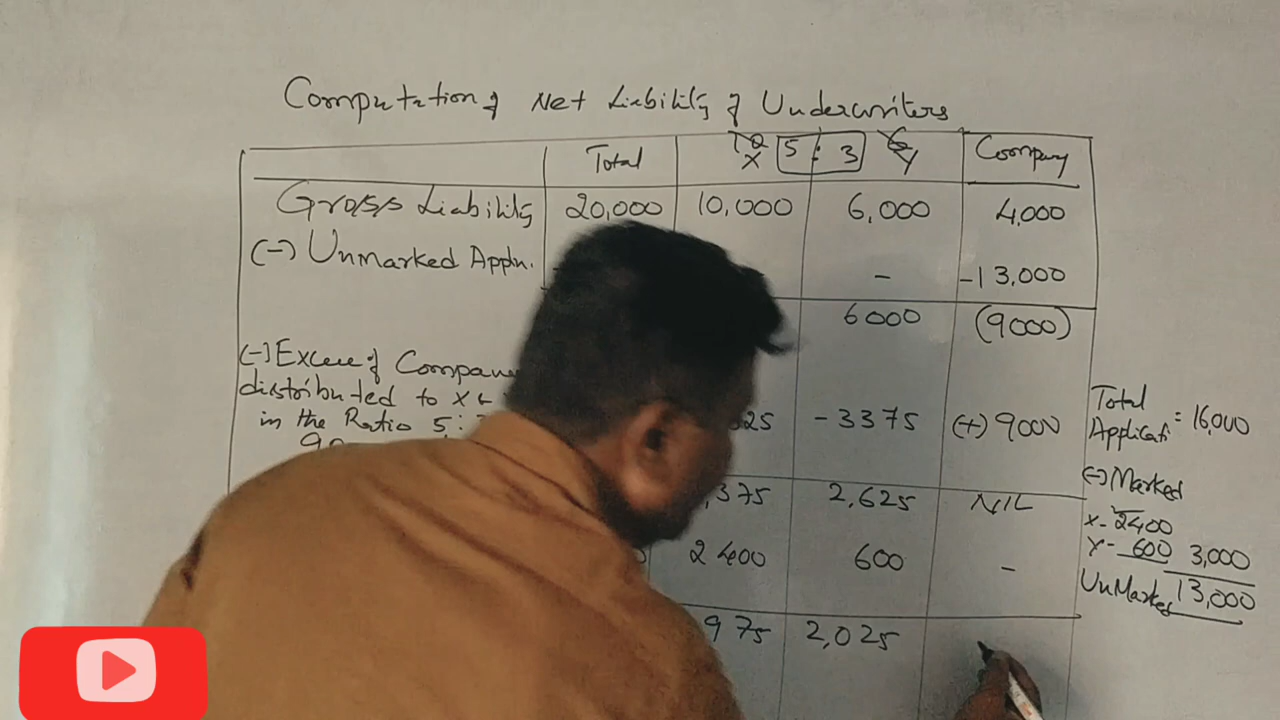 Computation of Net Liability of Underwriters
Total X 5 : 3 Y Company
Gross Liability 20,000 10,000 6,000 4,000
(-) Unmarked Appln. - -13,000
6000 (9000)
(-) Excess of Company
distributed to X &
in the Ratio 5:
-3375 (+) 9000
2,625 NIL
2400 600 -
975 2,025
Total
Applicati = 16,000
(-) Marked
X- 2400
Y- 600 3,000
UnMarked 13,000